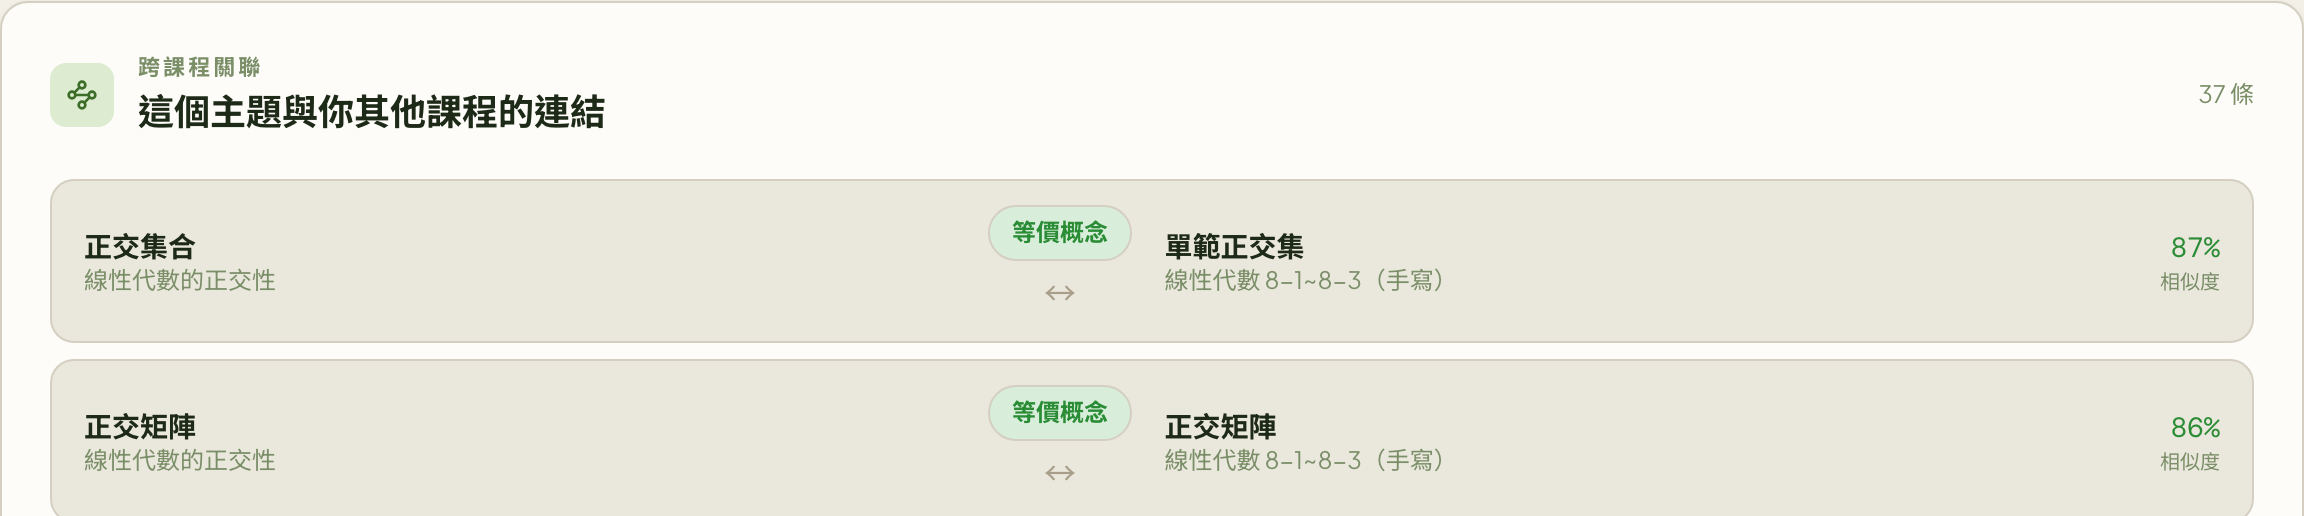 跨課程關聯
這個主題與你其他課程的連結
37 條
正交集合
線性代數的正交性
等價概念
↔
單範正交集
線性代數 8-1~8-3（手寫）
87%
相似度
正交矩陣
線性代數的正交性
等價概念
↔
正交矩陣
線性代數 8-1~8-3（手寫）
86%
相似度